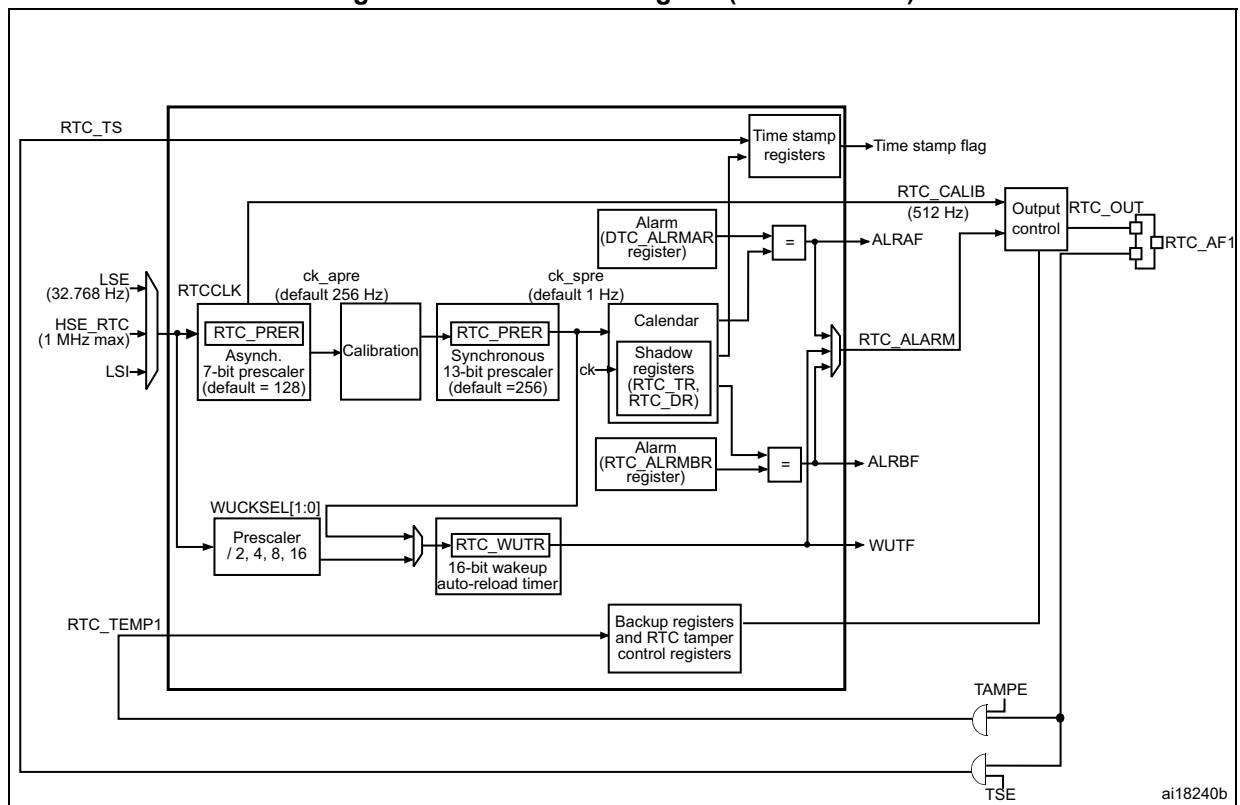 RTC_TS
Time stamp
registers
Time stamp flag
RTC_CALIB
(512 Hz)
Output
control
RTC_OUT
RTC_AF1
Alarm
(DTC_ALRMAR
register)
=
ALRAF
LSE
(32.768 Hz)
HSE_RTC
(1 MHz max)
LSI
RTCCLK
ck_apre
(default 256 Hz)
ck_spre
(default 1 Hz)
RTC_PRER
Asynch.
7-bit prescaler
(default = 128)
Calibration
RTC_PRER
Synchronous
13-bit prescaler
(default =256)
Calendar
ck
Shadow
registers
(RTC_TR,
RTC_DR)
RTC_ALARM
Alarm
(RTC_ALRMBR
register)
=
ALRBF
WUCKSEL[1:0]
Prescaler
/ 2, 4, 8, 16
RTC_WUTR
16-bit wakeup
auto-reload timer
WUTF
RTC_TEMP1
Backup registers
and RTC tamper
control registers
TAMPE
TSE
ai18240b